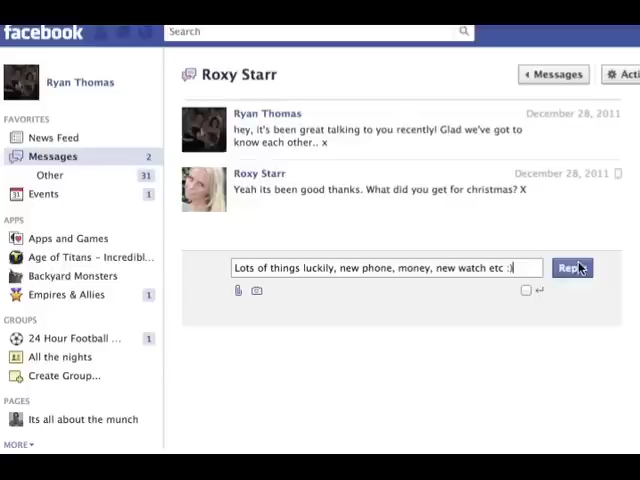 facebook
Search
Ryan Thomas
FAVORITES
News Feed
Messages 2
Other 31
Events 1
APPS
Apps and Games
Age of Titans - Incredibl...
Backyard Monsters
Empires & Allies 1
GROUPS
24 Hour Football ... 1
All the nights
Create Group...
PAGES
Its all about the munch
MORE
Roxy Starr
Messages
Ryan Thomas December 28, 2011
hey, it's been great talking to you recently! Glad we've got to
know each other.. x
Roxy Starr December 28, 2011
Yeah its been good thanks. What did you get for christmas? X
Lots of things luckily, new phone, money, new watch etc :)